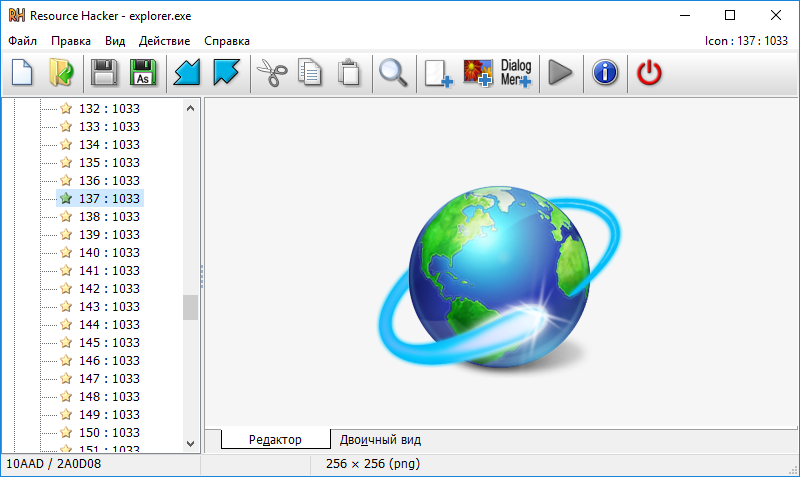 RH Resource Hacker - explorer.exe
Файл Правка Вид Действие Справка Icon : 137 : 1033
As Dialog
Menu
132 : 1033
133 : 1033
134 : 1033
135 : 1033
136 : 1033
137 : 1033
138 : 1033
139 : 1033
140 : 1033
141 : 1033
142 : 1033
143 : 1033
144 : 1033
145 : 1033
146 : 1033
147 : 1033
148 : 1033
149 : 1033
150 : 1033
151 : 1033
Редактор Двоичный вид
10AAD / 2A0D08 256 × 256 (png)